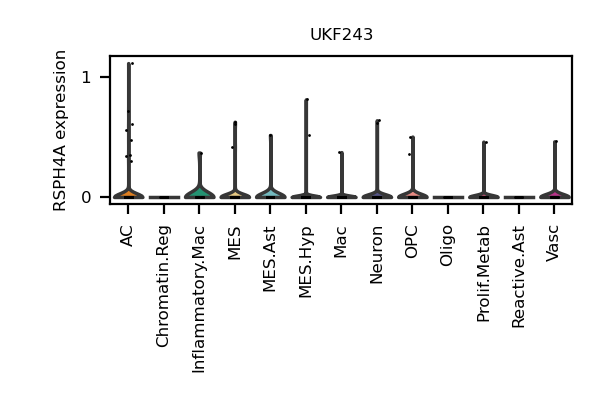 UKF243
RSPH4A expression
1
0
AC
Chromatin.Reg
Inflammatory.Mac
MES
MES.Ast
MES.Hyp
Mac
Neuron
OPC
Oligo
Prolif.Metab
Reactive.Ast
Vasc